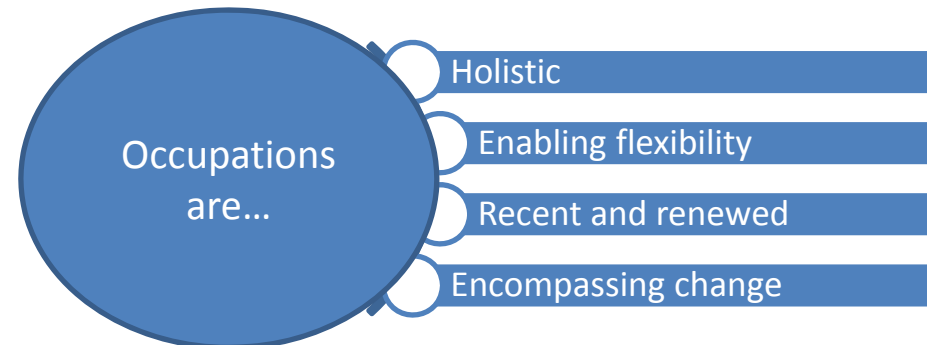 Occupations
are…
Holistic
Enabling flexibility
Recent and renewed
Encompassing change